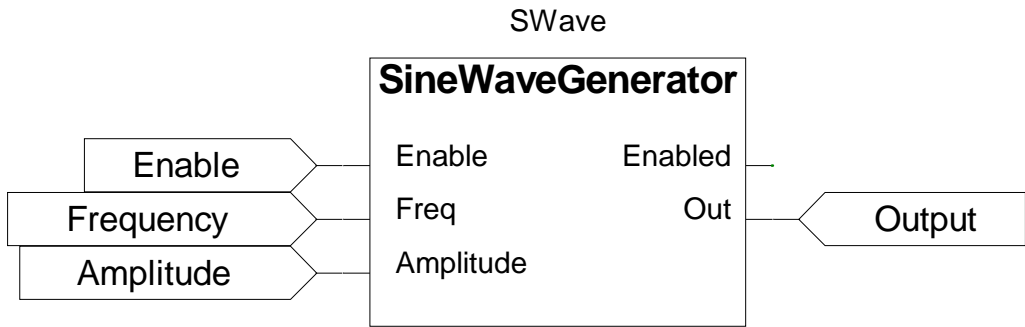 SWave
SineWaveGenerator
Enable Enable Enabled
Frequency Freq Out Output
Amplitude Amplitude